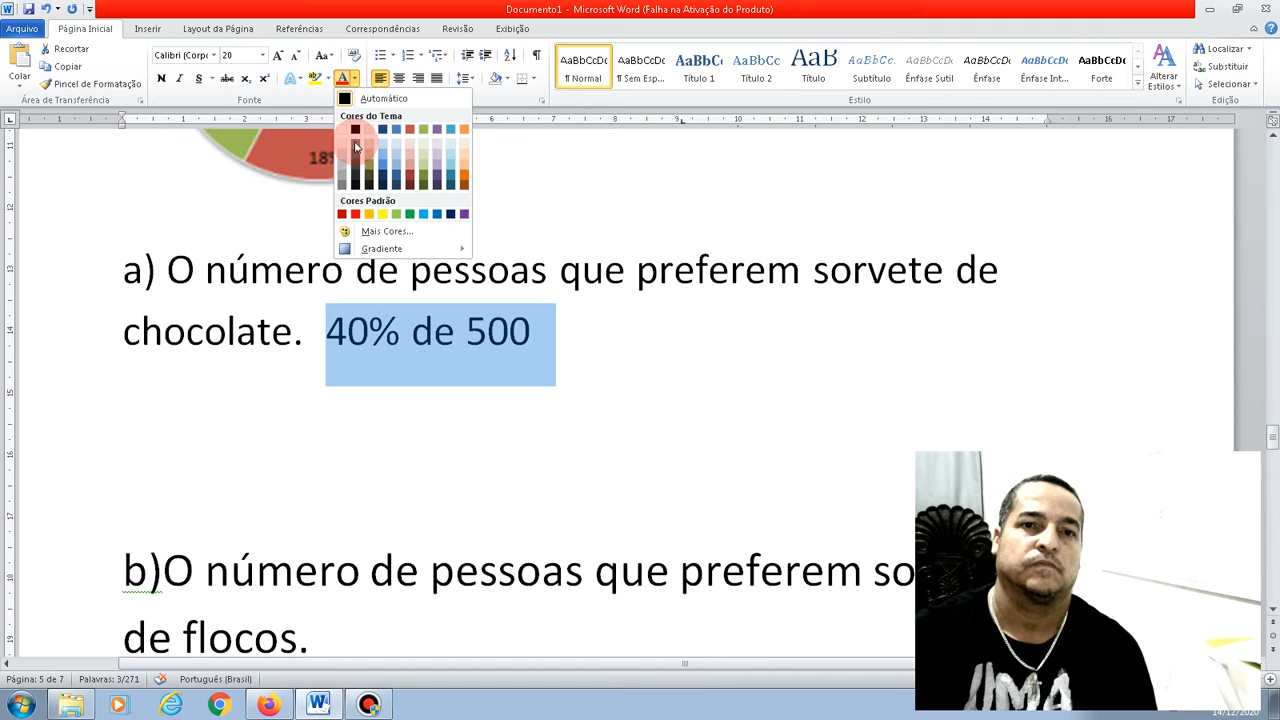 Documento1 - Microsoft Word (Falha na Ativação do Produto)
Arquivo Página Inicial Inserir Layout da Página Referências Correspondências Revisão Exibição
Colar
Recortar
Copiar
Pincel de Formatação
Área de Transferência
Calibri (Corpo 20
Fonte
AaBbCcDc AaBbCcDc AaBbCc AaBbCc AaB AaBbCc. AaBbCcDc AaBbCcDc AaBbCcDc AaBbCcDc
¶ Normal ¶ Sem Esp... Título 1 Título 2 Título Subtítulo Ênfase Sutil Ênfase Ênfase Int... Forte
Estilo
Alterar
Estilos
Localizar
Substituir
Selecionar
Edição
Automático
Cores do Tema
Cores Padrão
Mais Cores...
Gradiente
18%
a) O número de pessoas que preferem sorvete de
chocolate. 40% de 500
b)O número de pessoas que preferem so
de flocos.
Página: 5 de 7 Palavras: 3/271 Português (Brasil)
14/12/2020